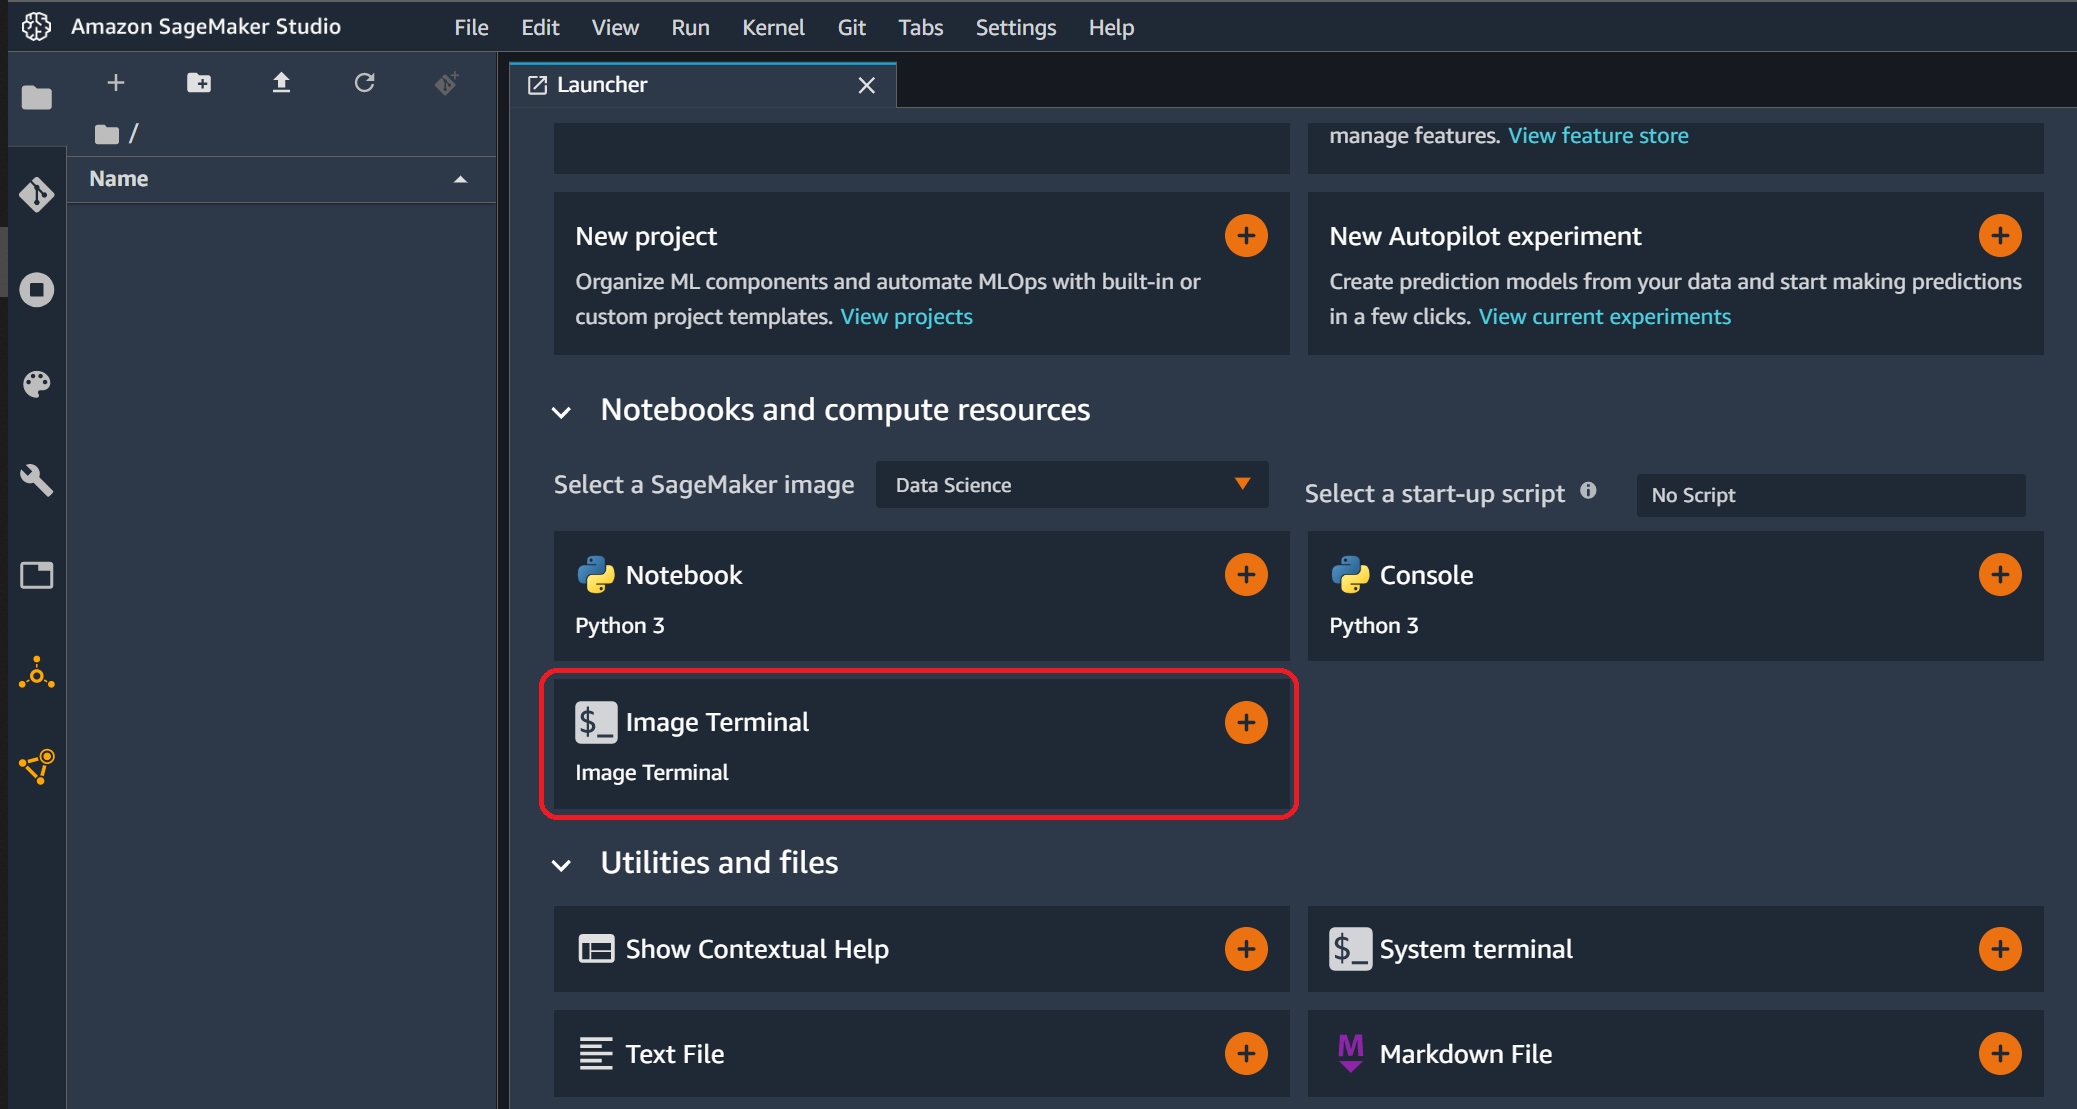 Amazon SageMaker Studio File Edit View Run Kernel Git Tabs Settings Help
Launcher
/
Name
manage features. View feature store
New project
Organize ML components and automate MLOps with built-in or
custom project templates. View projects
New Autopilot experiment
Create prediction models from your data and start making predictions
in a few clicks. View current experiments
Notebooks and compute resources
Select a SageMaker image Data Science
Select a start-up script No Script
Notebook
Python 3
Console
Python 3
$_ Image Terminal
Image Terminal
Utilities and files
Show Contextual Help
$_ System terminal
Text File
M Markdown File